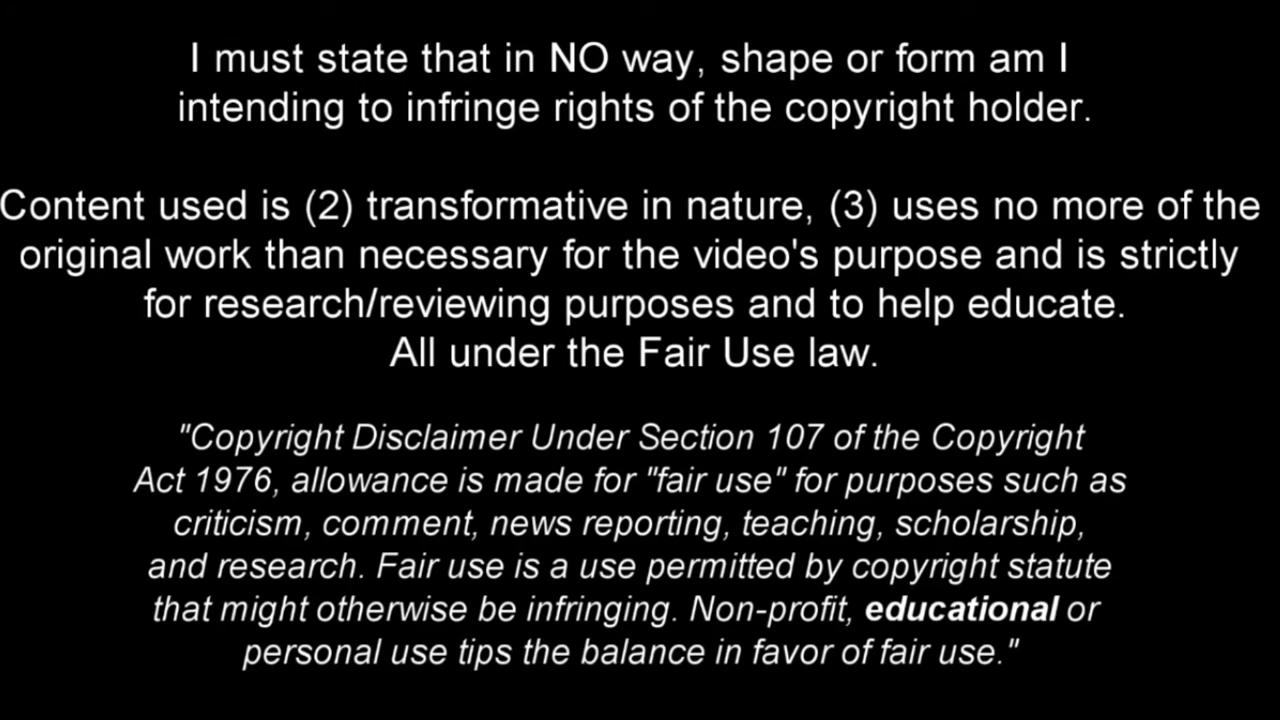 I must state that in NO way, shape or form am I
intending to infringe rights of the copyright holder.
Content used is (2) transformative in nature, (3) uses no more of the
original work than necessary for the video's purpose and is strictly
for research/reviewing purposes and to help educate.
All under the Fair Use law.
"Copyright Disclaimer Under Section 107 of the Copyright
Act 1976, allowance is made for "fair use" for purposes such as
criticism, comment, news reporting, teaching, scholarship,
and research. Fair use is a use permitted by copyright statute
that might otherwise be infringing. Non-profit, educational or
personal use tips the balance in favor of fair use."